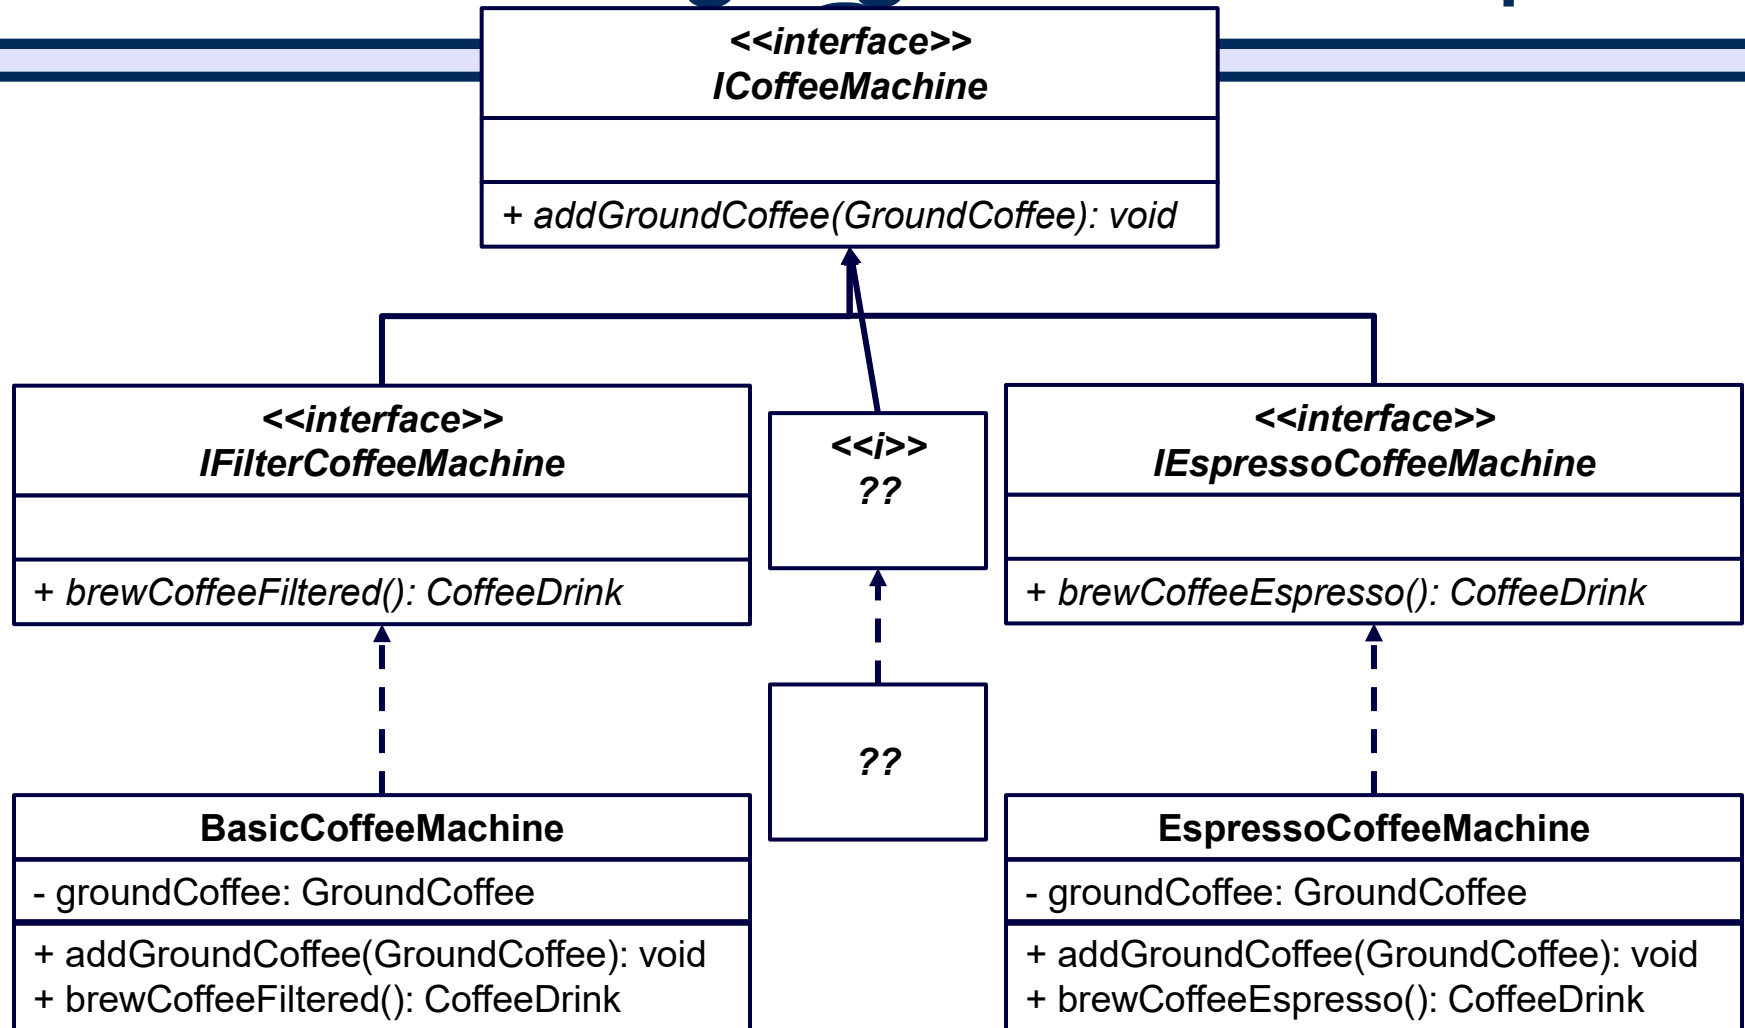 <<interface>>
ICoffeeMachine
+ addGroundCoffee(GroundCoffee): void
<<interface>>
IFilterCoffeeMachine
+ brewCoffeeFiltered(): CoffeeDrink
<<i>>
??
<<interface>>
IEspressoCoffeeMachine
+ brewCoffeeEspresso(): CoffeeDrink
??
BasicCoffeeMachine
- groundCoffee: GroundCoffee
+ addGroundCoffee(GroundCoffee): void
+ brewCoffeeFiltered(): CoffeeDrink
EspressoCoffeeMachine
- groundCoffee: GroundCoffee
+ addGroundCoffee(GroundCoffee): void
+ brewCoffeeEspresso(): CoffeeDrink